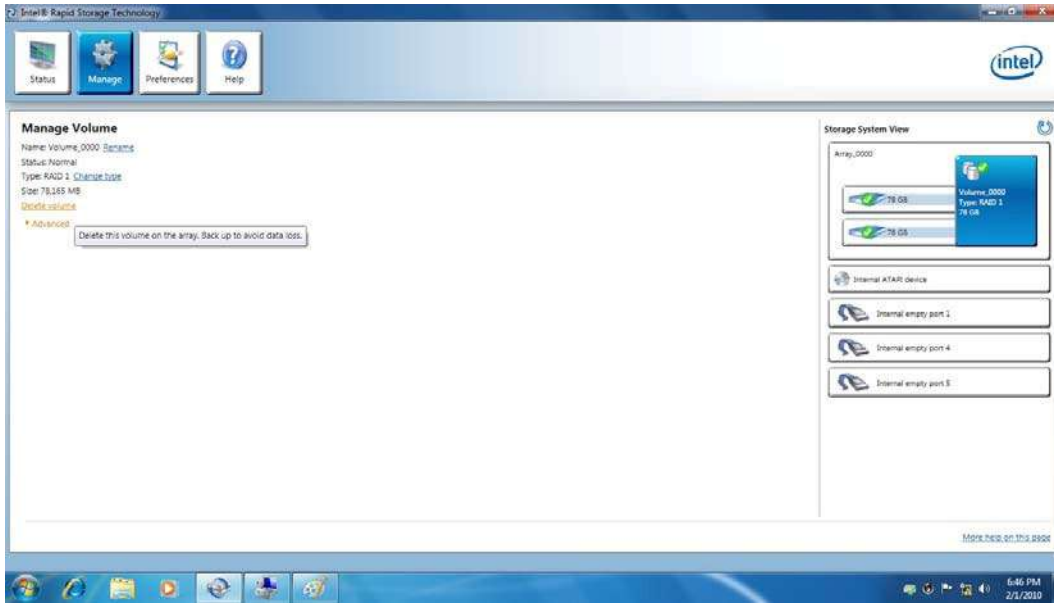 Intel® Rapid Storage Technology
Status
Manage
Preferences
Help
intel
Manage Volume
Name: Volume_0000 Rename
Status: Normal
Type: RAID 1 Change type
Size: 78,165 MB
Delete volume
Advanced
Delete this volume on the array. Back up to avoid data loss.
Storage System View
Array_0000
78 GB
78 GB
Volume_0000
Type: RAID 1
78 GB
Internal ATAPI device
Internal empty port 1
Internal empty port 4
Internal empty port 5
More help on this page
6:46 PM
2/1/2010